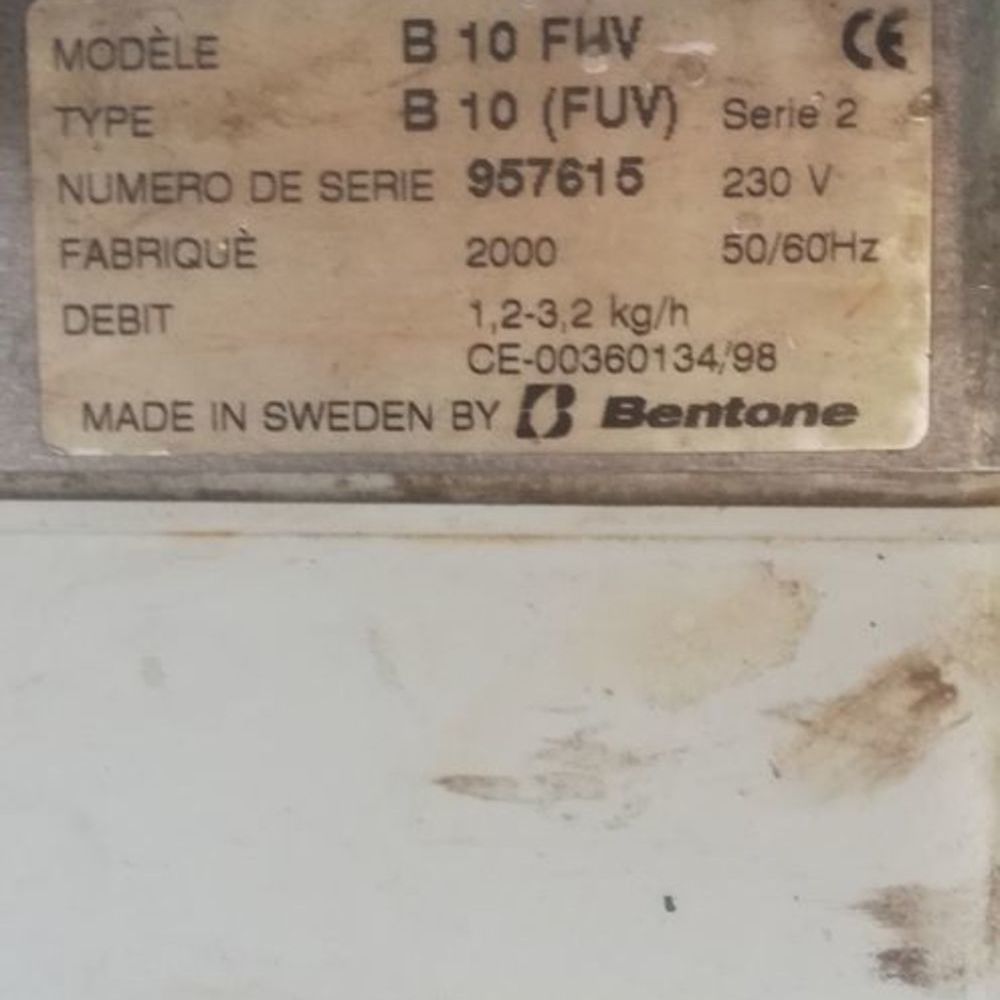 MODÈLE B 10 FUV CE
TYPE B 10 (FUV) Serie 2
NUMERO DE SERIE 957615 230 V
FABRIQUÈ 2000 50/60Hz
DEBIT 1,2-3,2 kg/h
CE-00360134/98
MADE IN SWEDEN BY Bentone